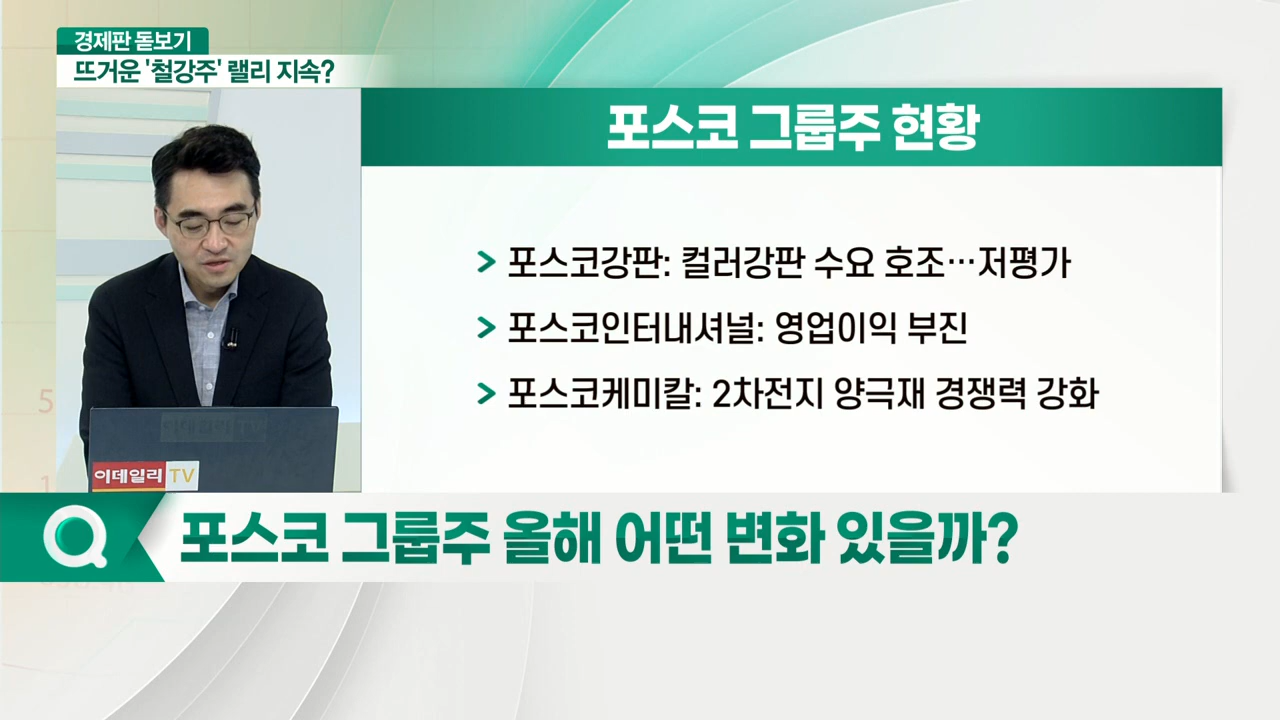 경제판 돋보기
뜨거운 '철강주' 랠리 지속?
포스코 그룹주 현황
포스코강판: 컬러강판 수요 호조…저평가
포스코인터내셔널: 영업이익 부진
포스코케미칼: 2차전지 양극재 경쟁력 강화
이데일리 TV
Q 포스코 그룹주 올해 어떤 변화 있을까?